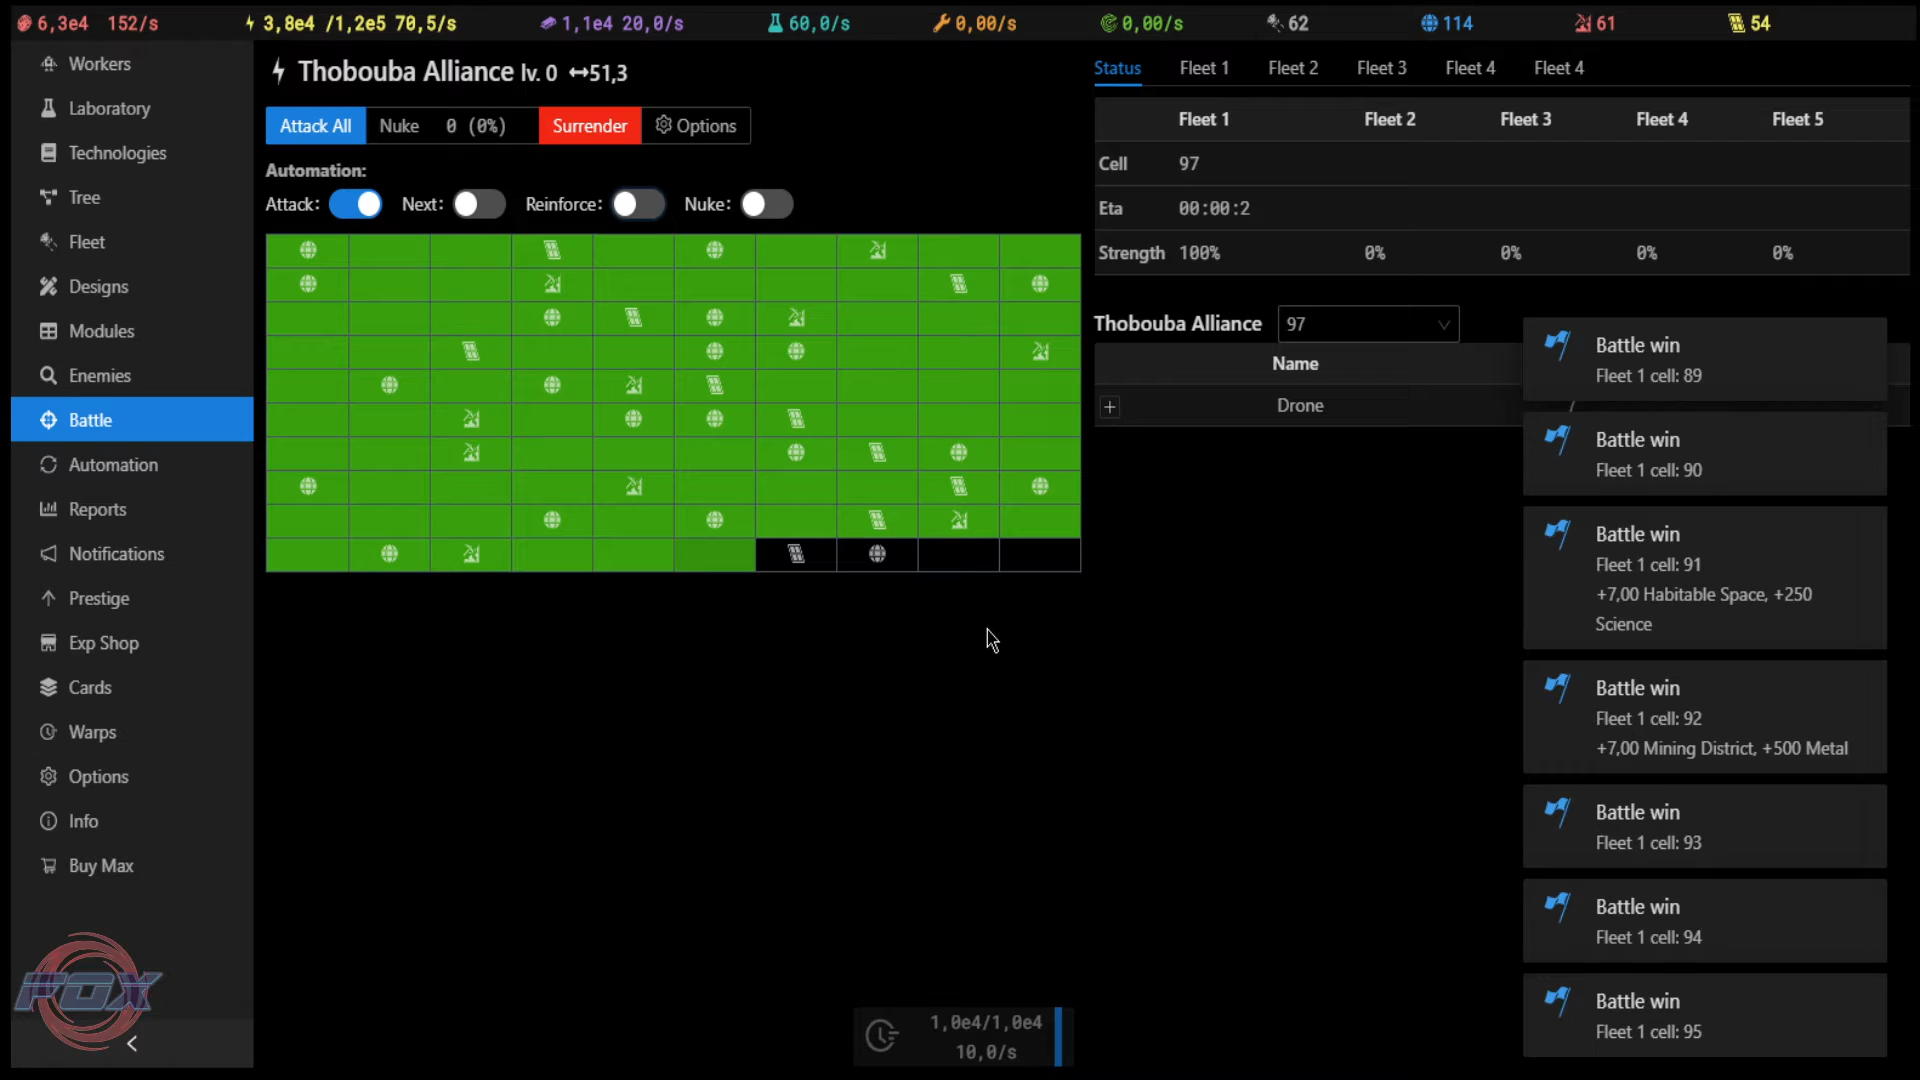 6,3e4 152/s 3,8e4 /1,2e5 70,5/s 1,1e4 20,0/s 60,0/s 0,00/s 0,00/s 62 114 61 54
Workers
Laboratory
Technologies
Tree
Fleet
Designs
Modules
Enemies
Battle
Automation
Reports
Notifications
Prestige
Exp Shop
Cards
Warps
Options
Info
Buy Max
FOX
Thobouba Alliance lv. 0 ↔51,3
Attack All Nuke 0 (0%) Surrender Options
Automation:
Attack: Next: Reinforce: Nuke:
1,0e4/1,0e4
10,0/s
Status Fleet 1 Fleet 2 Fleet 3 Fleet 4 Fleet 4
Fleet 1 Fleet 2 Fleet 3 Fleet 4 Fleet 5
Cell 97
Eta 00:00:2
Strength 100% 0% 0% 0% 0%
Thobouba Alliance 97
Name
Drone
Battle win
Fleet 1 cell: 89
Battle win
Fleet 1 cell: 90
Battle win
Fleet 1 cell: 91
+7,00 Habitable Space, +250
Science
Battle win
Fleet 1 cell: 92
+7,00 Mining District, +500 Metal
Battle win
Fleet 1 cell: 93
Battle win
Fleet 1 cell: 94
Battle win
Fleet 1 cell: 95